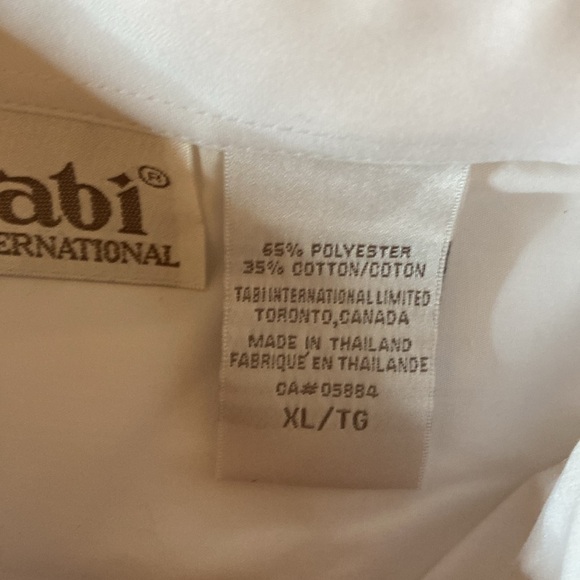 abi®
ERNATIONAL
65% POLYESTER
35% COTTON/COTON
TABI INTERNATIONAL LIMITED
TORONTO, CANADA
MADE IN THAILAND
FABRIQUÉ EN THAILANDE
CA#05884
XL/TG